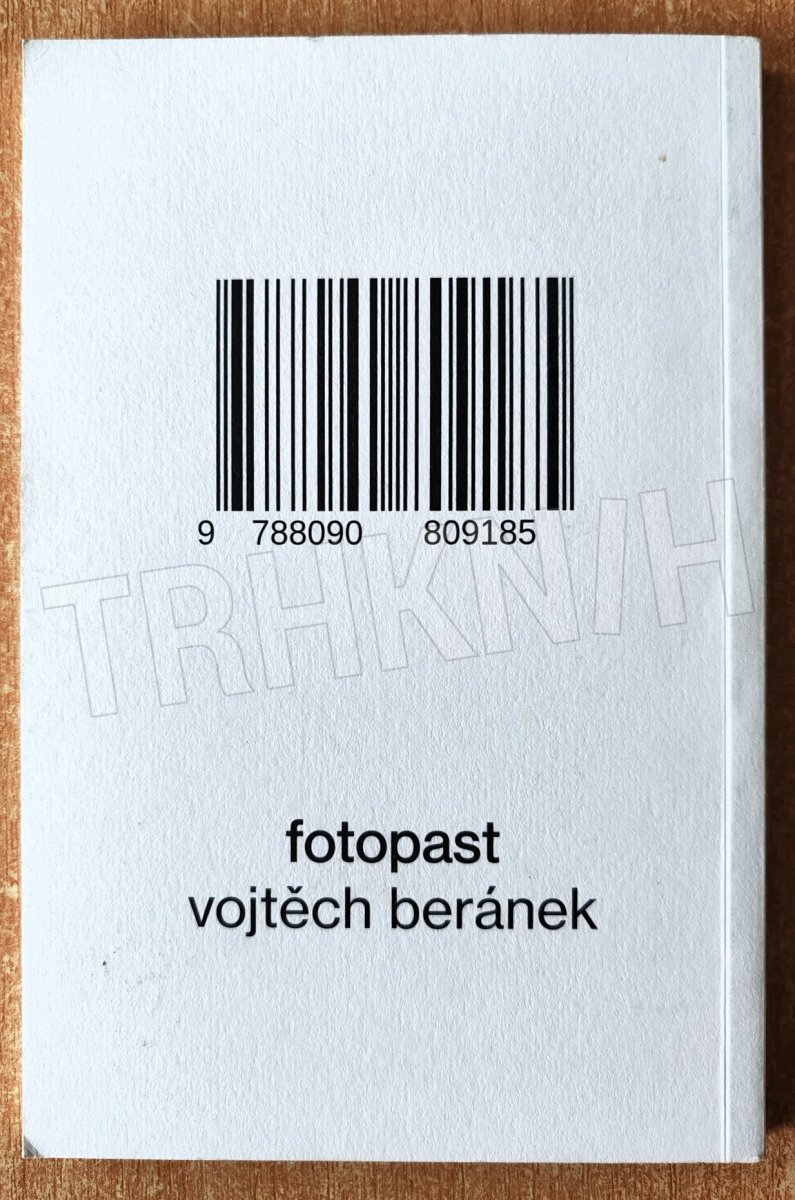 9 788090 809185
TRHKNIH
fotopast
vojtěch beránek